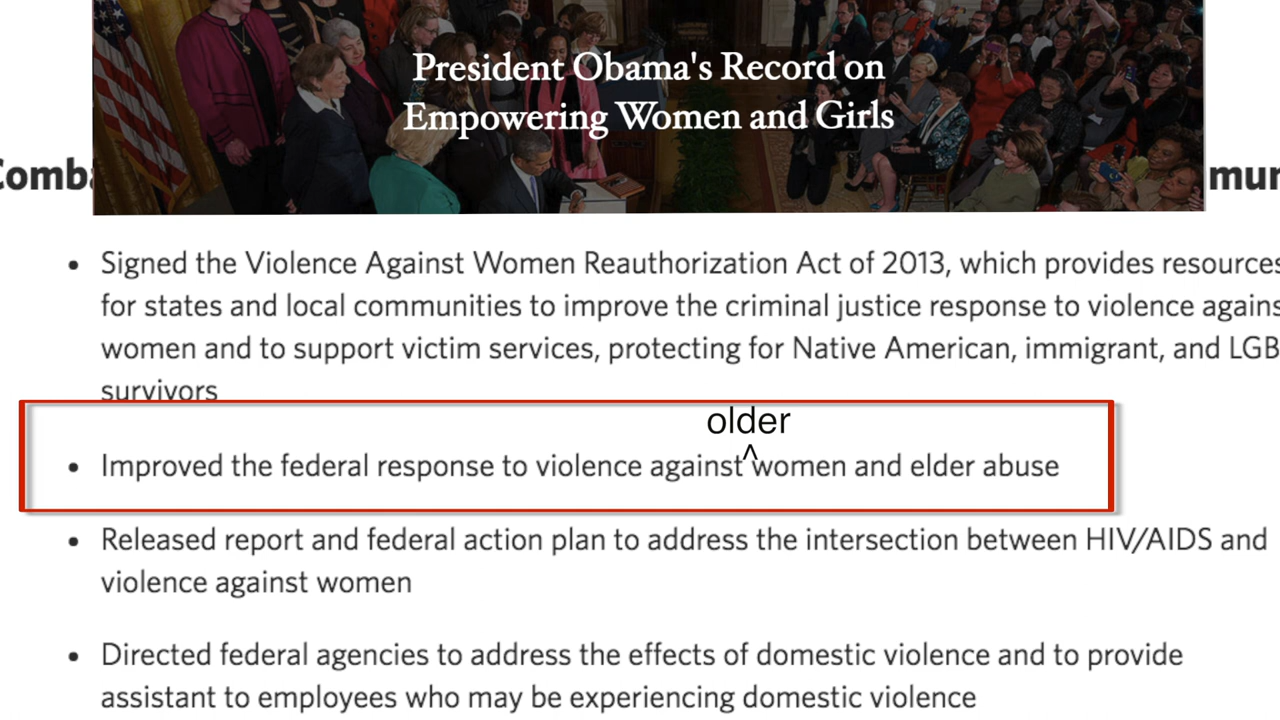 President Obama's Record on
Empowering Women and Girls
Comba
mun
• Signed the Violence Against Women Reauthorization Act of 2013, which provides resources
for states and local communities to improve the criminal justice response to violence agains
women and to support victim services, protecting for Native American, immigrant, and LGB
survivors
older
^
• Improved the federal response to violence against women and elder abuse
• Released report and federal action plan to address the intersection between HIV/AIDS and
violence against women
• Directed federal agencies to address the effects of domestic violence and to provide
assistant to employees who may be experiencing domestic violence